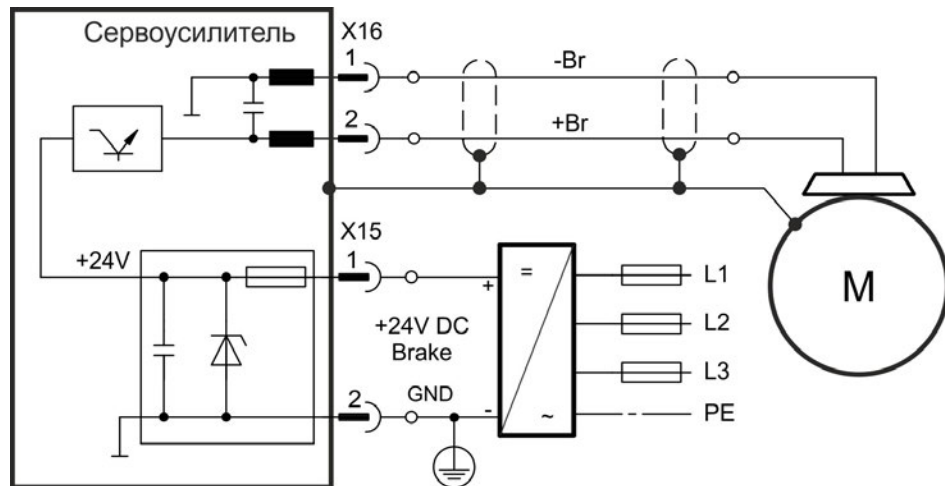 Сервоусилитель
X16
1
-Br
2
+Br
+24V
X15
1
+
=
L1
+24V DC
Brake
L2
L3
M
2
GND
-
~
PE